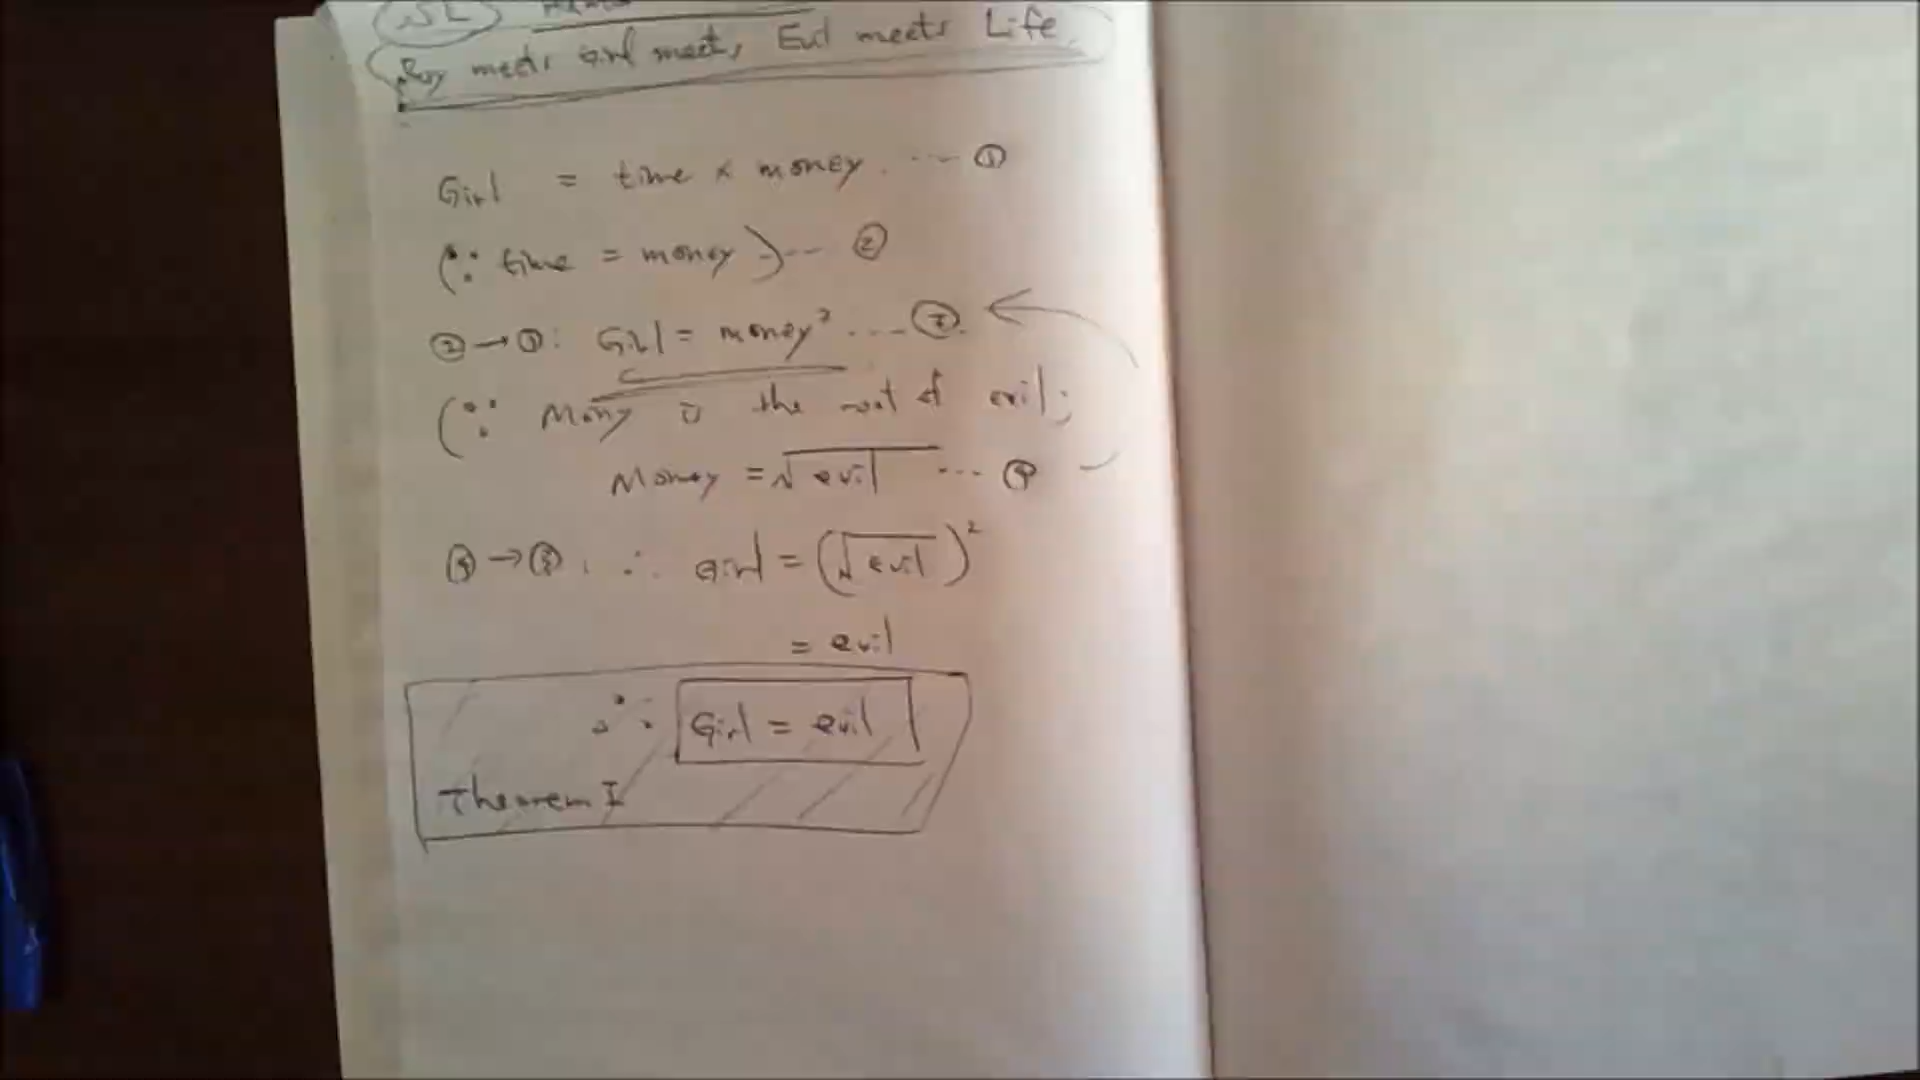 Boy meets Girl meets Evil meets Life.
Girl = time × money. ---- ①
(∵ time = money) --- ②
② → ①: Girl = money² ---- ③
(∵ Money is the root of evil;
Money = √evil --- ④
④ → ③: ∴ Girl = (√evil)²
= evil
∴ Girl = evil
Theorem I